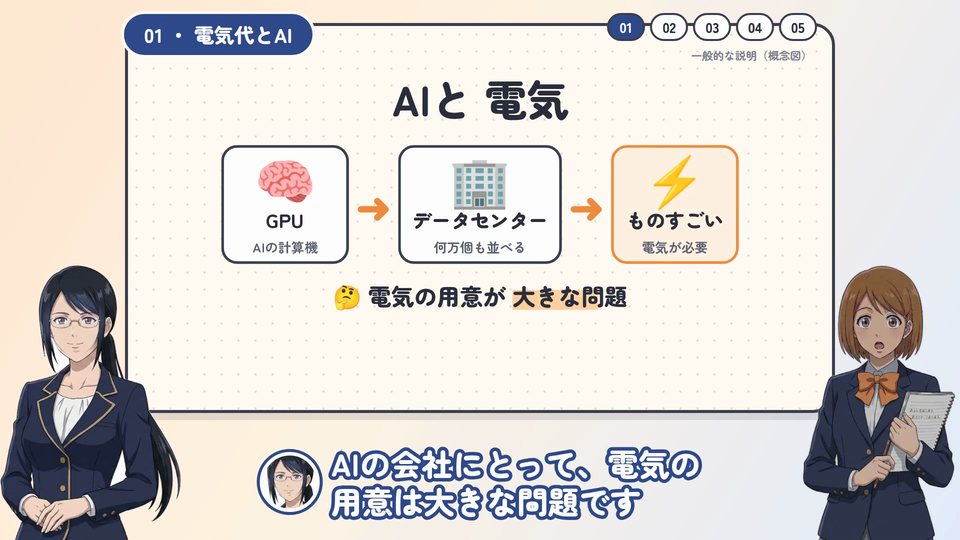 01 ・ 電気代とAI
01 02 03 04 05
一般的な説明（概念図）
AIと 電気
GPU
AIの計算機
データセンター
何万個も並べる
ものすごい
電気が必要
電気の用意が 大きな問題
AIの会社にとって、電気の
用意は大きな問題です